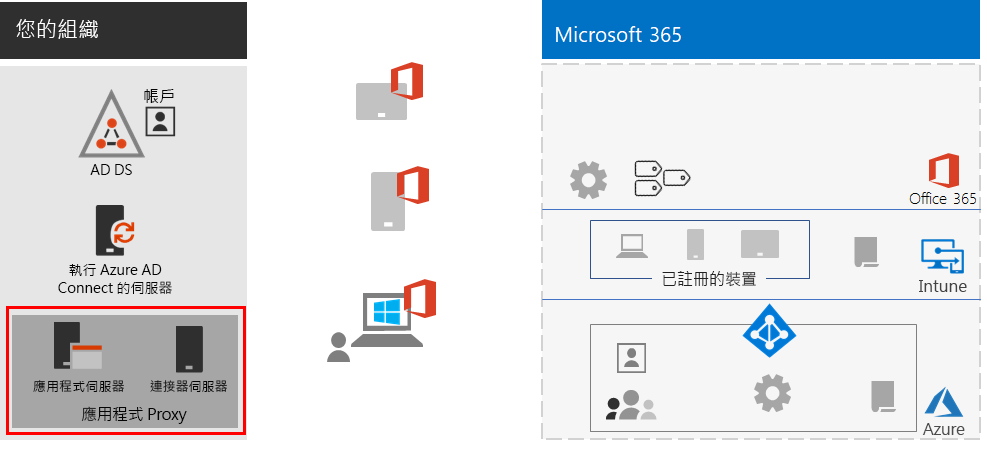 您的組織
帳戶
AD DS
執行 Azure AD
Connect 的伺服器
應用程式伺服器
連接器伺服器
應用程式 Proxy
Microsoft 365
Office 365
已註冊的裝置
Intune
Azure